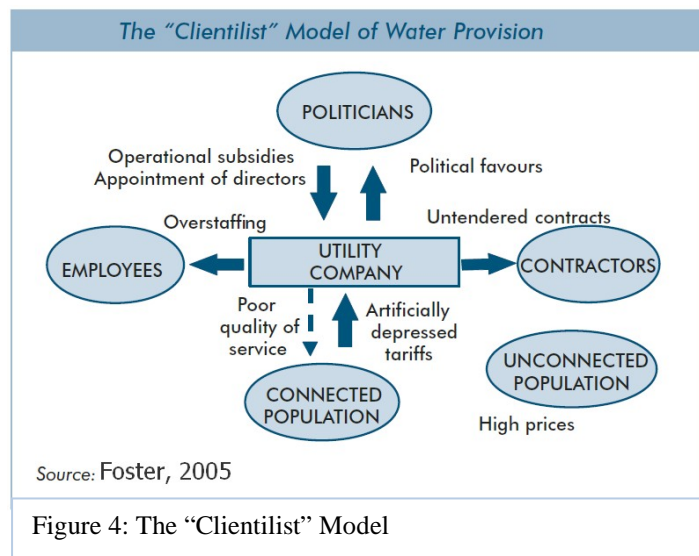 The “Clientilist” Model of Water Provision
POLITICIANS
Operational subsidies
Appointment of directors
Political favours
Overstaffing
Untendered contracts
EMPLOYEES
UTILITY
COMPANY
CONTRACTORS
Poor
quality of
service
Artificially
depressed
tariffs
UNCONNECTED
POPULATION
CONNECTED
POPULATION
High prices
Source: Foster, 2005
Figure 4: The “Clientilist” Model